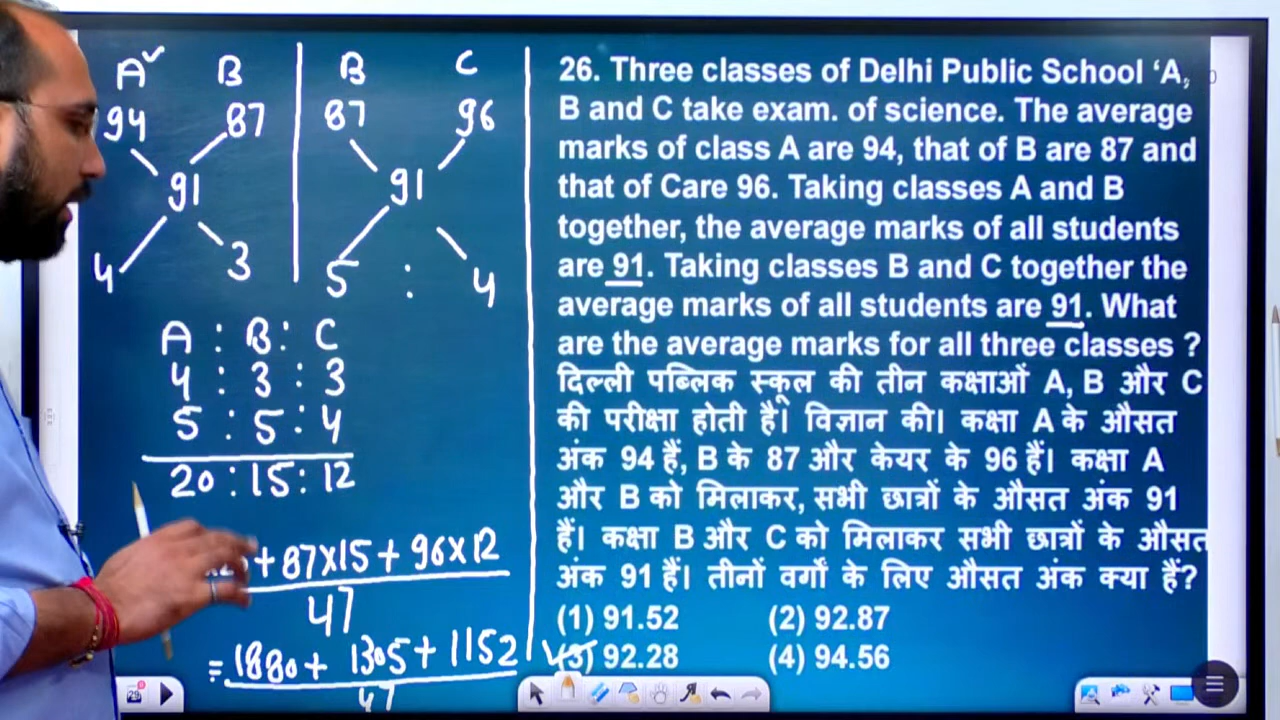 A B
94 87
91
4 3
B C
87 96
91
5 : 4
A : B : C
4 : 3 : 3
5 : 5 : 4
20 : 15 : 12
+ 87×15 + 96×12
47
= 1880 + 1305 + 1152
47
26. Three classes of Delhi Public School ‘A,
B and C take exam. of science. The average
marks of class A are 94, that of B are 87 and
that of Care 96. Taking classes A and B
together, the average marks of all students
are 91. Taking classes B and C together the
average marks of all students are 91. What
are the average marks for all three classes ?
दिल्ली पब्लिक स्कूल की तीन कक्षाओं A, B और C
की परीक्षा होती है। विज्ञान की। कक्षा A के औसत
अंक 94 हैं, B के 87 और केयर के 96 हैं। कक्षा A
और B को मिलाकर, सभी छात्रों के औसत अंक 91
हैं। कक्षा B और C को मिलाकर सभी छात्रों के औसत
अंक 91 हैं। तीनों वर्गों के लिए औसत अंक क्या हैं?
(1) 91.52 (2) 92.87
(3) 92.28 (4) 94.56